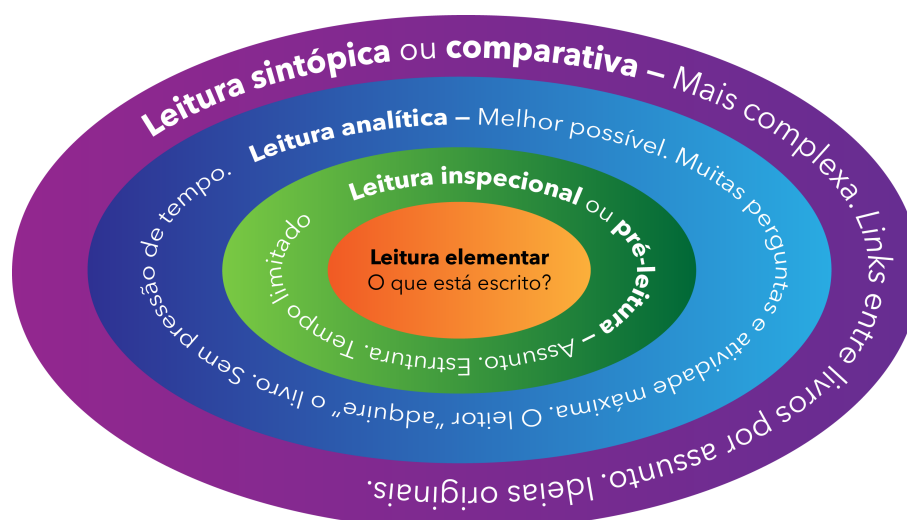 Leitura sintópica ou comparativa – Mais complexa. Links entre livros por assunto. Ideias originais.
Leitura analítica – Melhor possível. Muitas perguntas e atividade máxima. O leitor “adquire” o livro. Sem pressão de tempo.
Leitura inspecional ou pré-leitura – Assunto. Estrutura. Tempo limitado
Leitura elementar
O que está escrito?